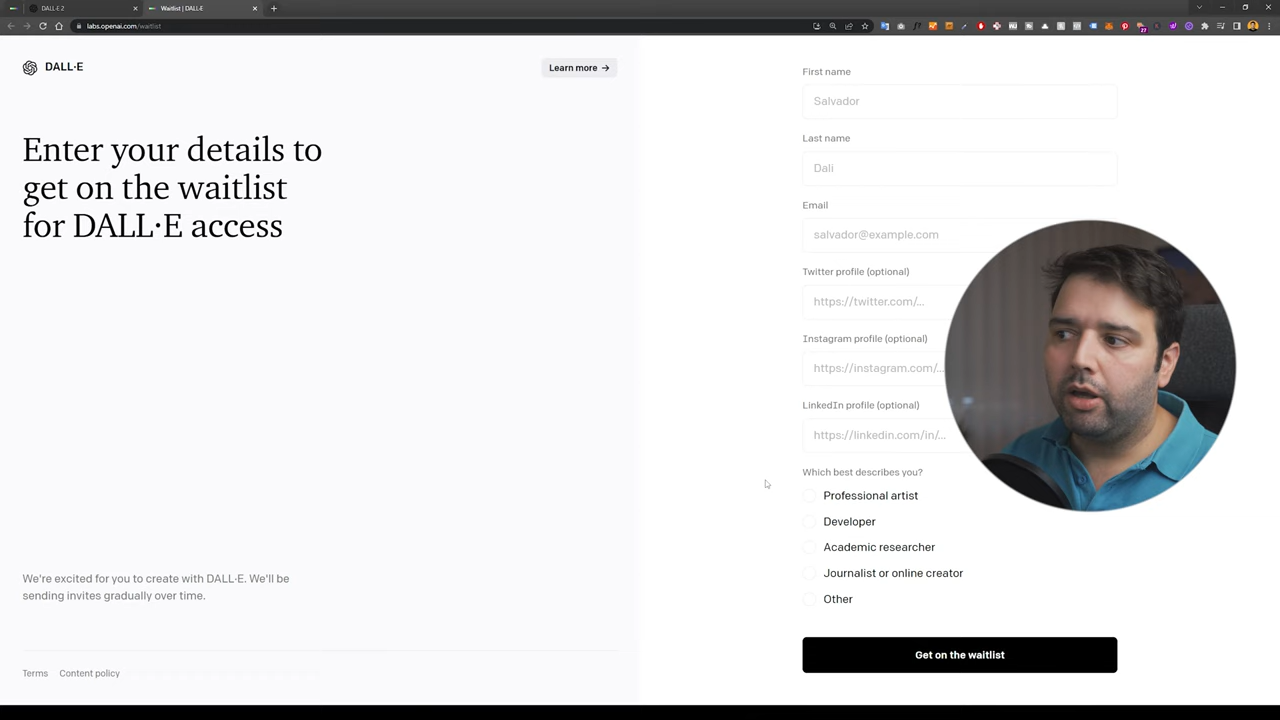 DALL·E 2
Waitlist | DALL·E
labs.openai.com/waitlist
DALL·E
Learn more →
Enter your details to
get on the waitlist
for DALL·E access
We're excited for you to create with DALL·E. We'll be
sending invites gradually over time.
Terms Content policy
First name
Salvador
Last name
Dali
Email
salvador@example.com
Twitter profile (optional)
https://twitter.com/...
Instagram profile (optional)
https://instagram.com/...
LinkedIn profile (optional)
https://linkedin.com/in/...
Which best describes you?
Professional artist
Developer
Academic researcher
Journalist or online creator
Other
Get on the waitlist